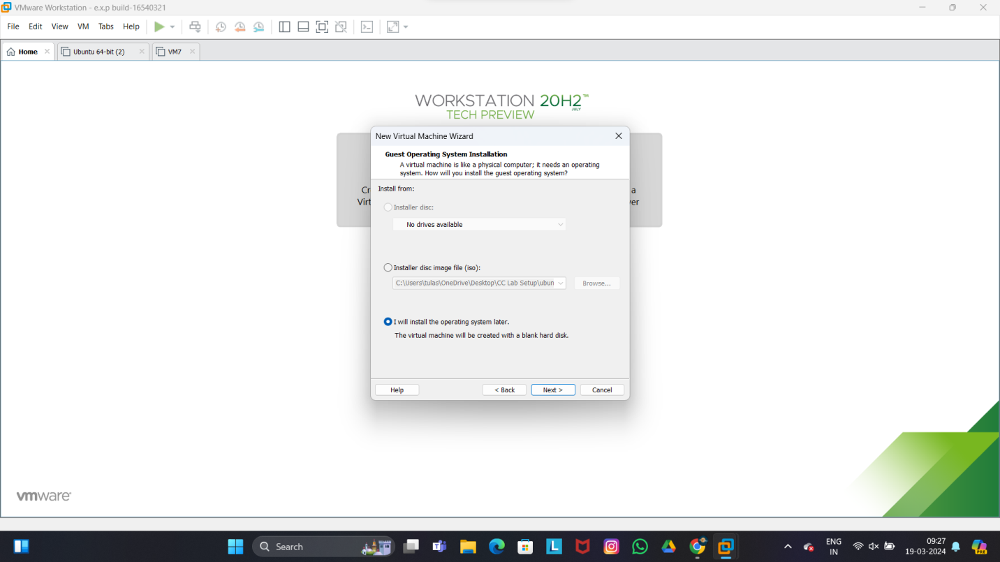 VMware Workstation - e.x.p build-16540321
File Edit View VM Tabs Help
Home
Ubuntu 64-bit (2)
VM7
WORKSTATION 20H2™
JULY
TECH PREVIEW
New Virtual Machine Wizard
Guest Operating System Installation
A virtual machine is like a physical computer; it needs an operating
system. How will you install the guest operating system?
Cr
a
Virt
ver
Install from:
Installer disc:
No drives available
Installer disc image file (iso):
C:\Users\tulas\OneDrive\Desktop\CC Lab Setup\ubun
Browse...
I will install the operating system later.
The virtual machine will be created with a blank hard disk.
Help
< Back
Next >
Cancel
vmware
Search
L
ENG
IN
09:27
19-03-2024
PRE